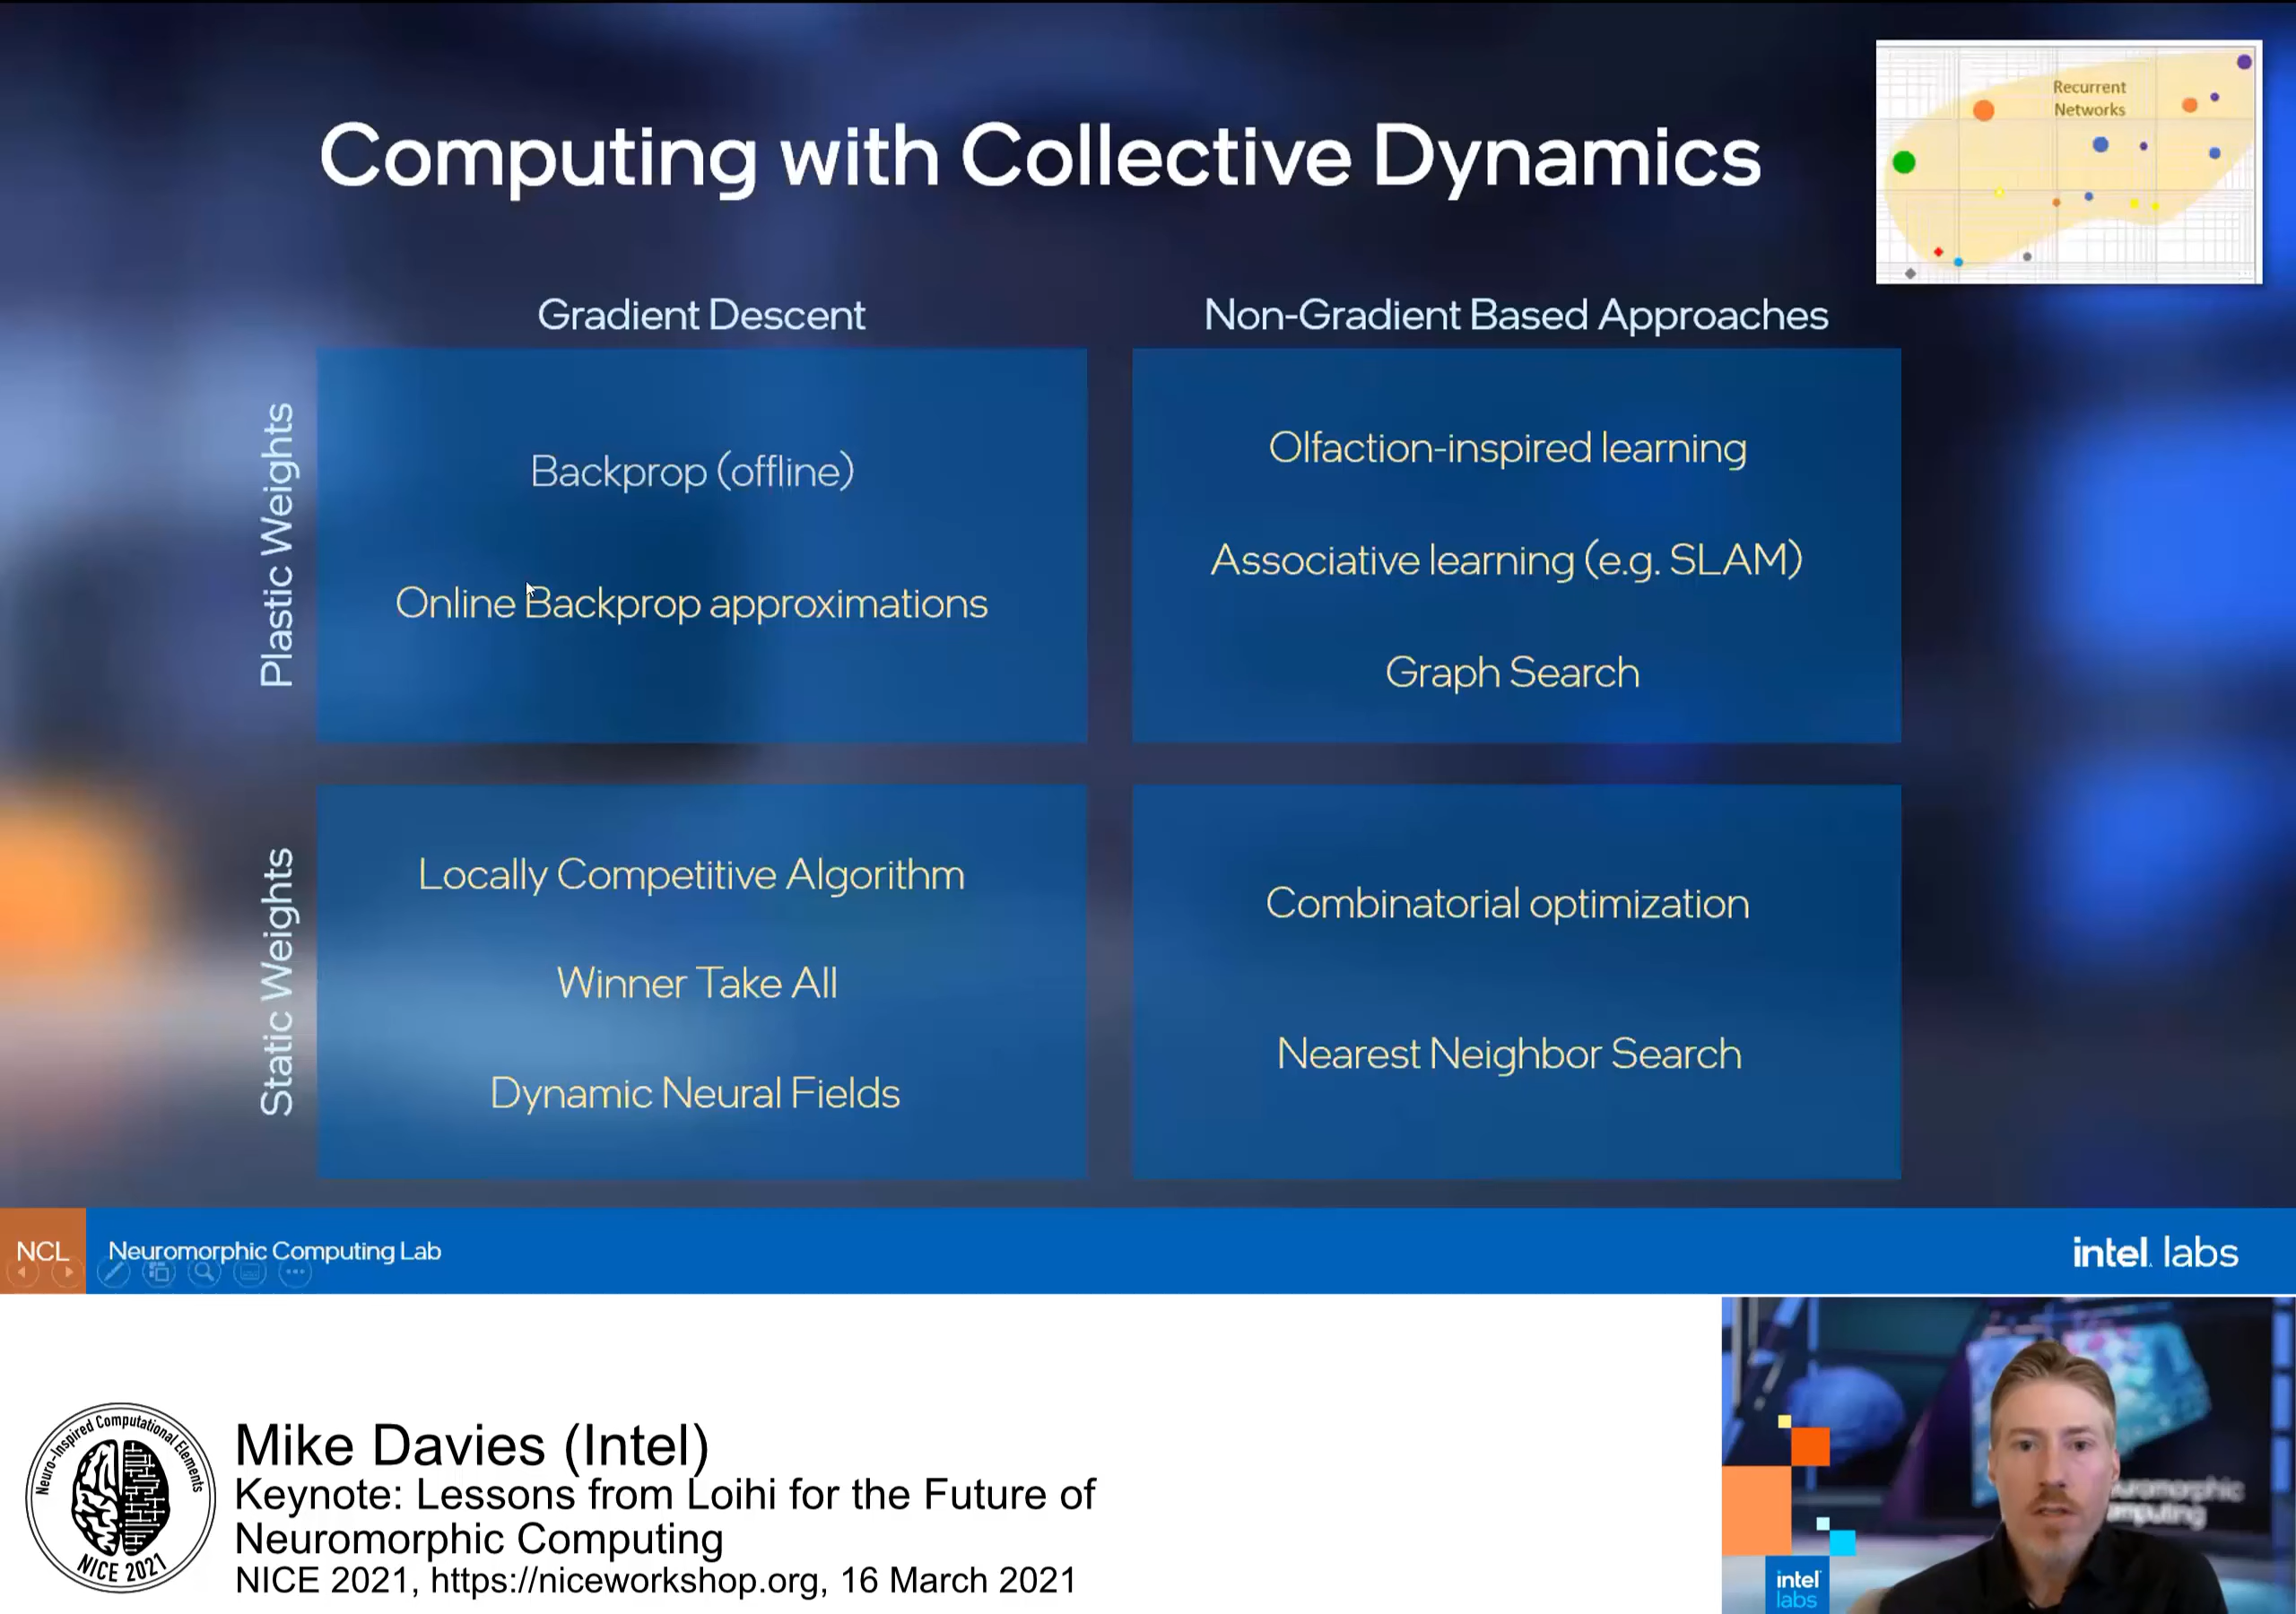 Computing with Collective Dynamics
Recurrent
Networks
Gradient Descent
Non-Gradient Based Approaches
Plastic Weights
Backprop (offline)
Online Backprop approximations
Olfaction-inspired learning
Associative learning (e.g. SLAM)
Graph Search
Static Weights
Locally Competitive Algorithm
Winner Take All
Dynamic Neural Fields
Combinatorial optimization
Nearest Neighbor Search
NCL
Neuromorphic Computing Lab
intel. labs
Neuro-Inspired Computational Elements
NICE 2021
Mike Davies (Intel)
Keynote: Lessons from Loihi for the Future of
Neuromorphic Computing
NICE 2021, https://niceworkshop.org, 16 March 2021
intel
labs